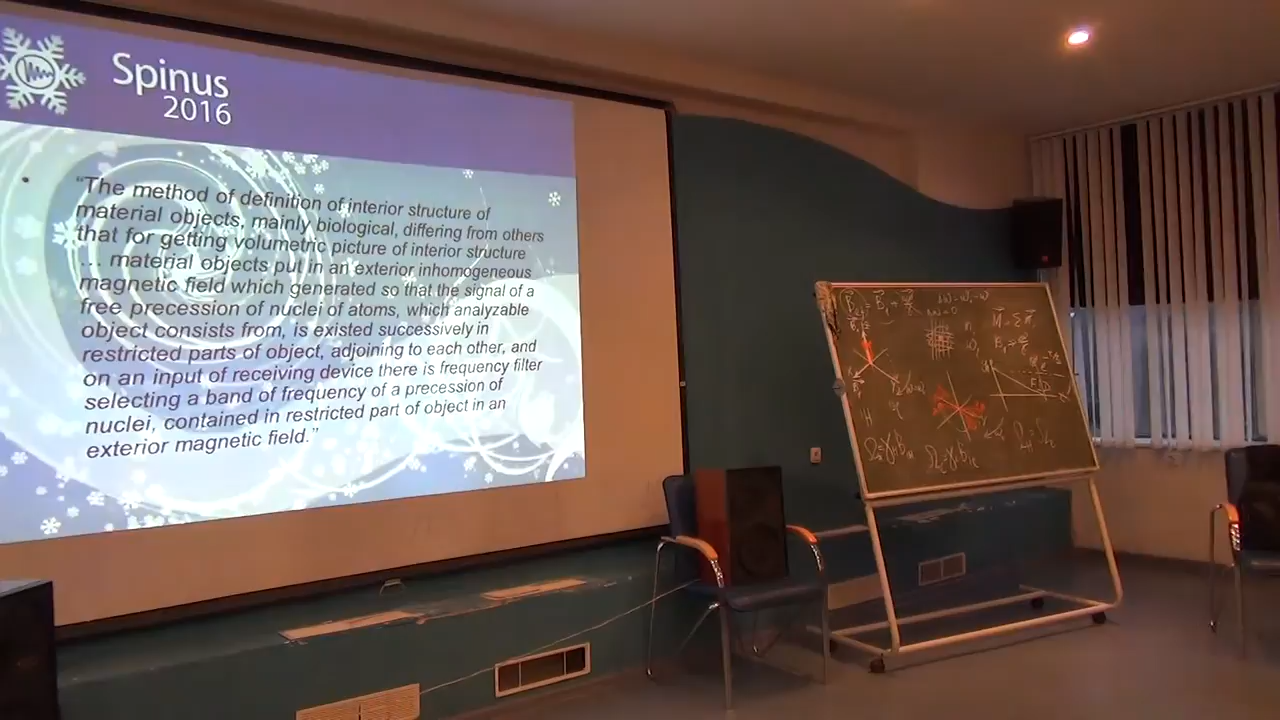 Spinus
2016
“The method of definition of interior structure of
material objects, mainly biological, differing from others
that for getting volumetric picture of interior structure
... material objects put in an exterior inhomogeneous
magnetic field which generated so that the signal of a
free precession of nuclei of atoms, which analyzable
object consists from, is existed successively in
restricted parts of object, adjoining to each other, and
on an input of receiving device there is frequency filter
selecting a band of frequency of a precession of
nuclei, contained in restricted part of object in an
exterior magnetic field.”